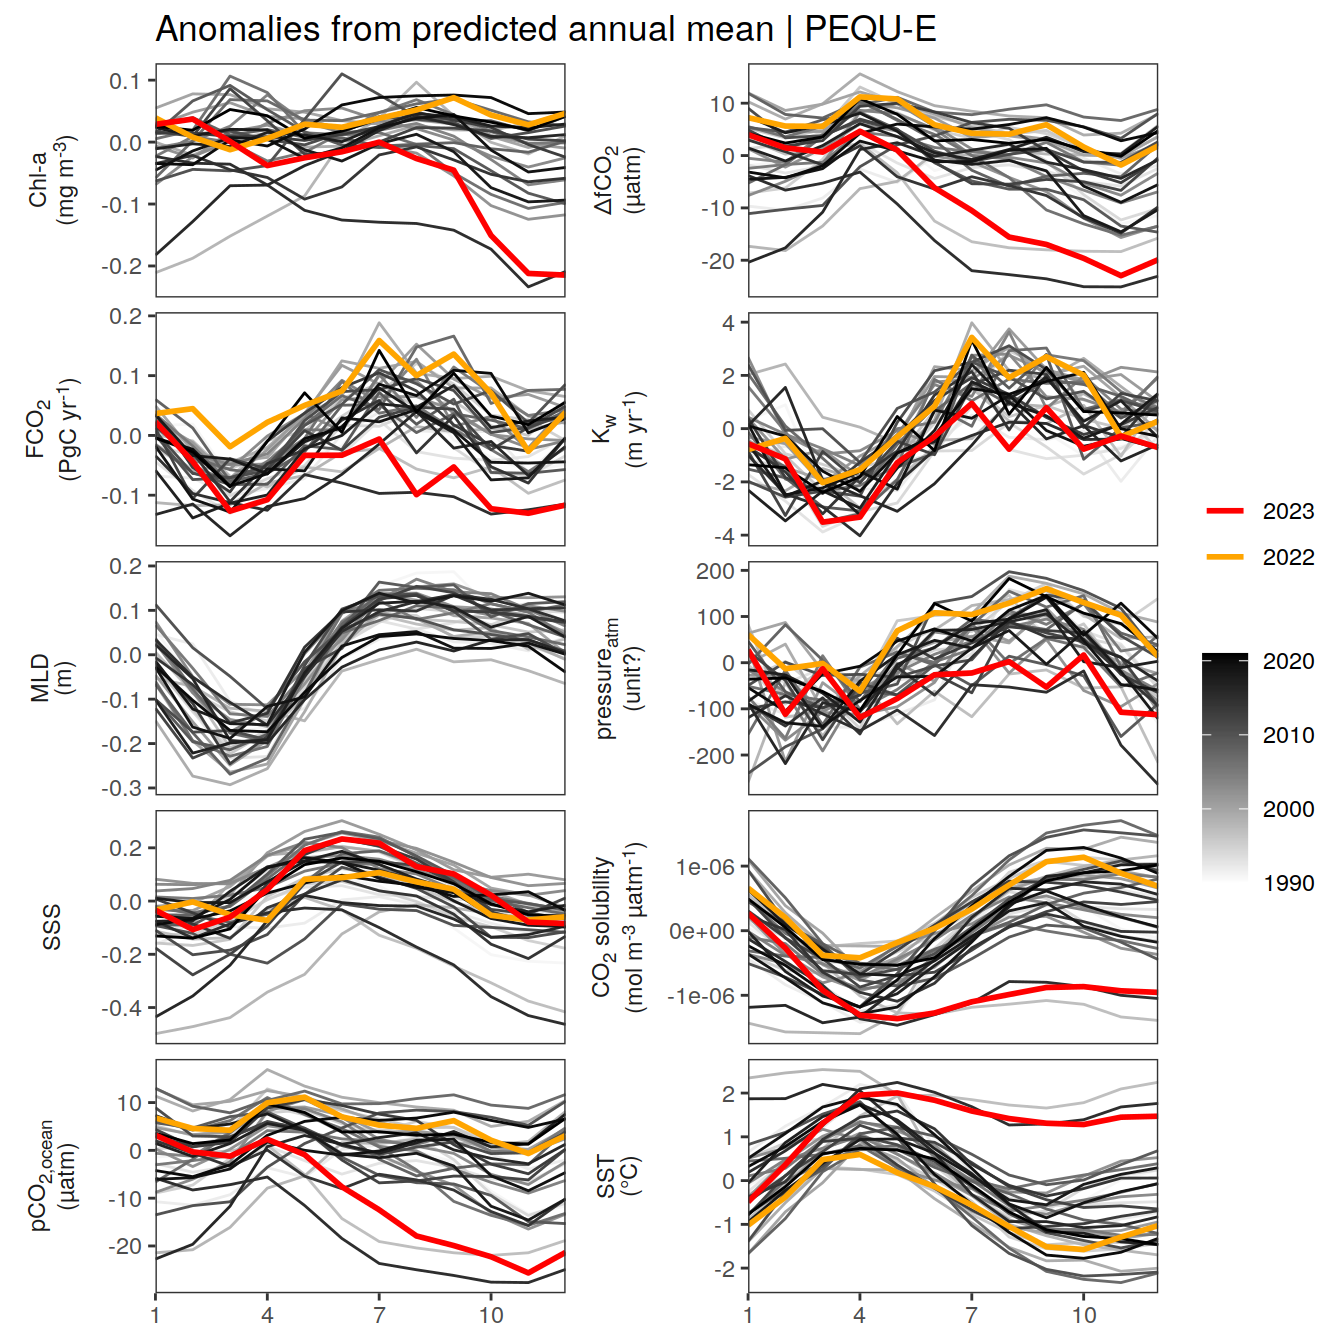 Anomalies from predicted annual mean | PEQU-E
Chl-a
(mg m⁻³)
0.1
0.0
-0.1
-0.2
ΔfCO₂
(µatm)
10
0
-10
-20
FCO₂
(PgC yr⁻¹)
0.2
0.1
0.0
-0.1
K_w
(m yr⁻¹)
4
2
0
-2
-4
MLD
(m)
0.2
0.1
0.0
-0.1
-0.2
-0.3
pressure_atm
(unit?)
200
100
0
-100
-200
SSS
0.2
0.0
-0.2
-0.4
CO₂ solubility
(mol m⁻³ µatm⁻¹)
1e-06
0e+00
-1e-06
pCO₂,ocean
(µatm)
10
0
-10
-20
SST
(°C)
2
1
0
-1
-2
1 4 7 10
1 4 7 10
2023
2022
2020
2010
2000
1990